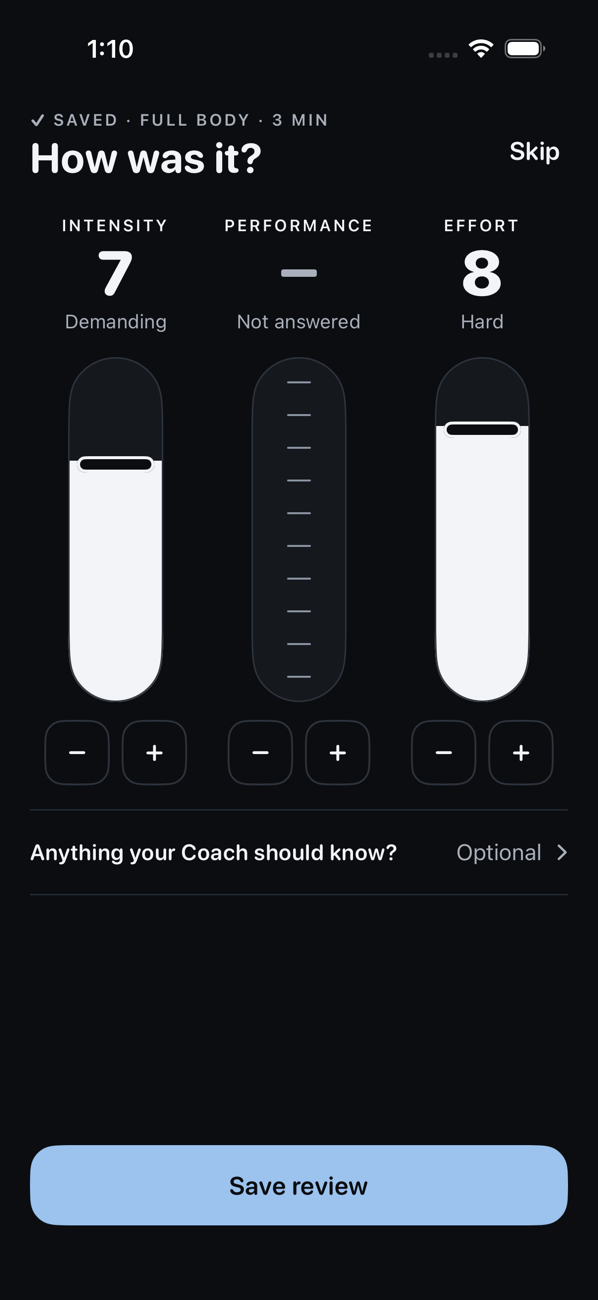 1:10
✓ SAVED · FULL BODY · 3 MIN
How was it?
Skip
INTENSITY
7
Demanding
PERFORMANCE
–
Not answered
EFFORT
8
Hard
− +
− +
− +
Anything your Coach should know?
Optional
Save review